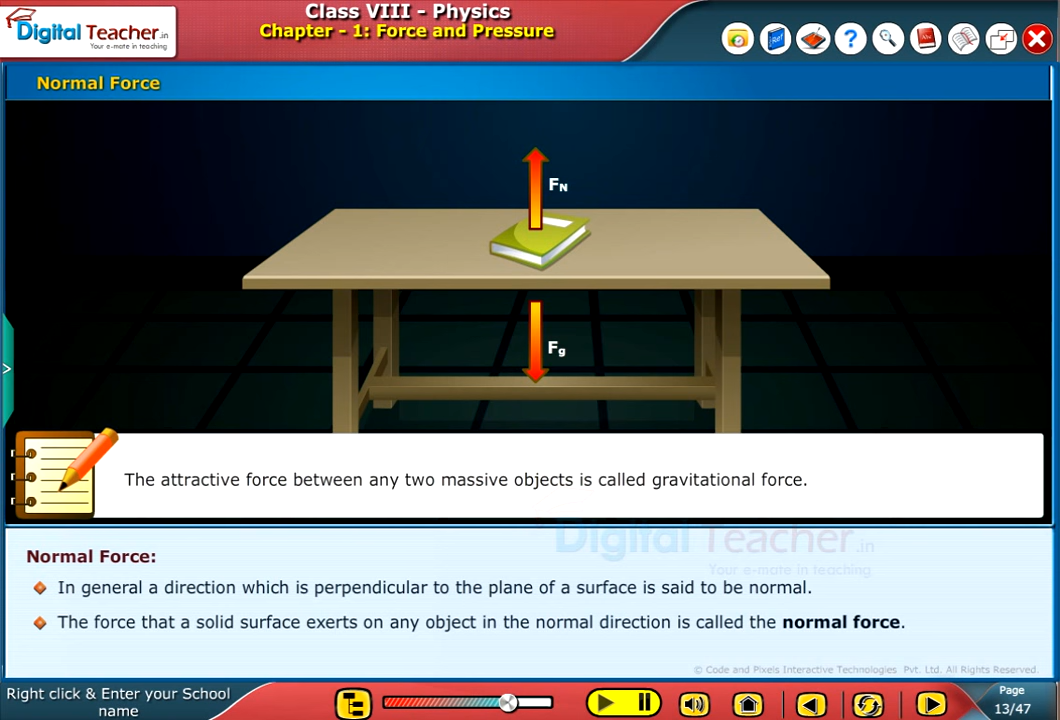 Digital Teacher.in
Your e-mate in teaching
Class VIII - Physics
Chapter - 1: Force and Pressure
Ref
?
Abc
Normal Force
FN
Fg
>
The attractive force between any two massive objects is called gravitational force.
Digital Teacher.in
Your e-mate in teaching
Normal Force:
In general a direction which is perpendicular to the plane of a surface is said to be normal.
The force that a solid surface exerts on any object in the normal direction is called the normal force.
© Code and Pixels Interactive Technologies Pvt. Ltd. All Rights Reserved.
Right click & Enter your School
name
Page
13/47